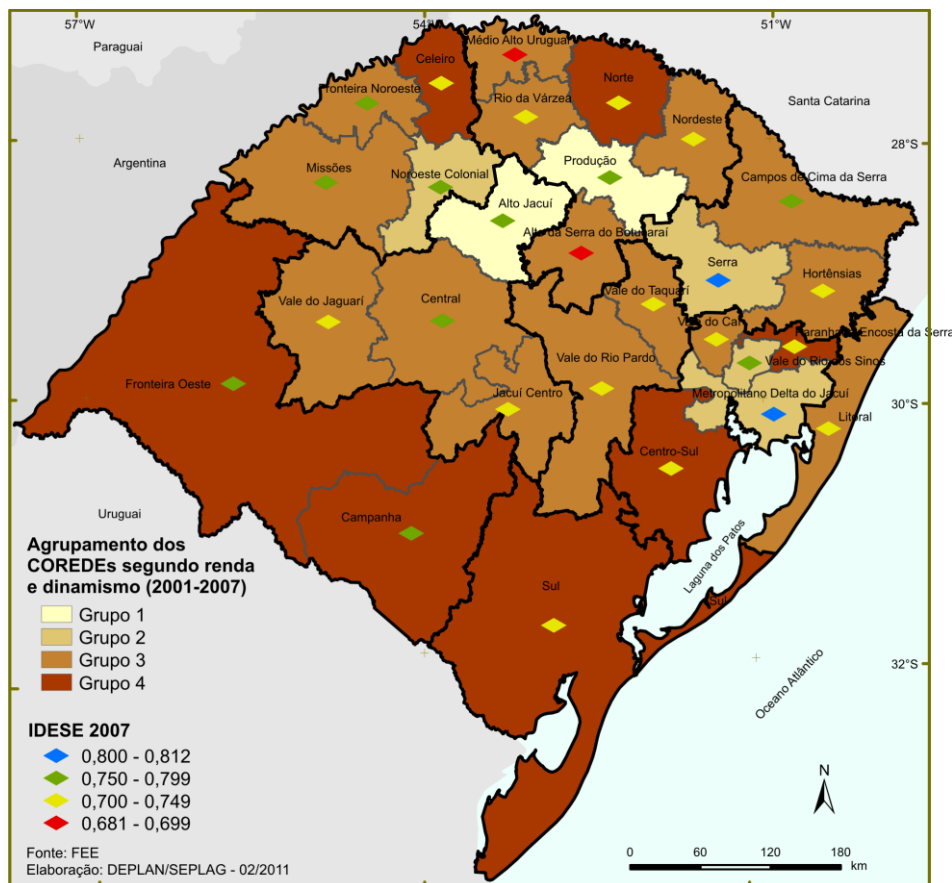 57°W
54°W
51°W
Paraguai
Médio Alto Uruguai
Celeiro
Norte
Fronteira Noroeste
Rio da Várzea
Santa Catarina
Nordeste
28°S
Argentina
Produção
Missões
Noroeste Colonial
Campos de Cima da Serra
Alto Jacuí
Alto da Serra do Botucaraí
Serra
Hortênsias
Vale do Jaguarí
Central
Vale do Taquarí
Vale do Caí
Paranhana Encosta da Serra
Vale do Rio Pardo
Vale do Rio dos Sinos
Fronteira Oeste
Jacuí Centro
Metropolitano Delta do Jacuí
30°S
Litoral
Centro-Sul
Uruguai
Campanha
Laguna dos Patos
Sul
Sul
32°S
Oceano Atlântico
Agrupamento dos
COREDEs segundo renda
e dinamismo (2001-2007)
Grupo 1
Grupo 2
Grupo 3
Grupo 4
IDESE 2007
0,800 - 0,812
0,750 - 0,799
0,700 - 0,749
0,681 - 0,699
N
Fonte: FEE
Elaboração: DEPLAN/SEPLAG - 02/2011
0 60 120 180
km